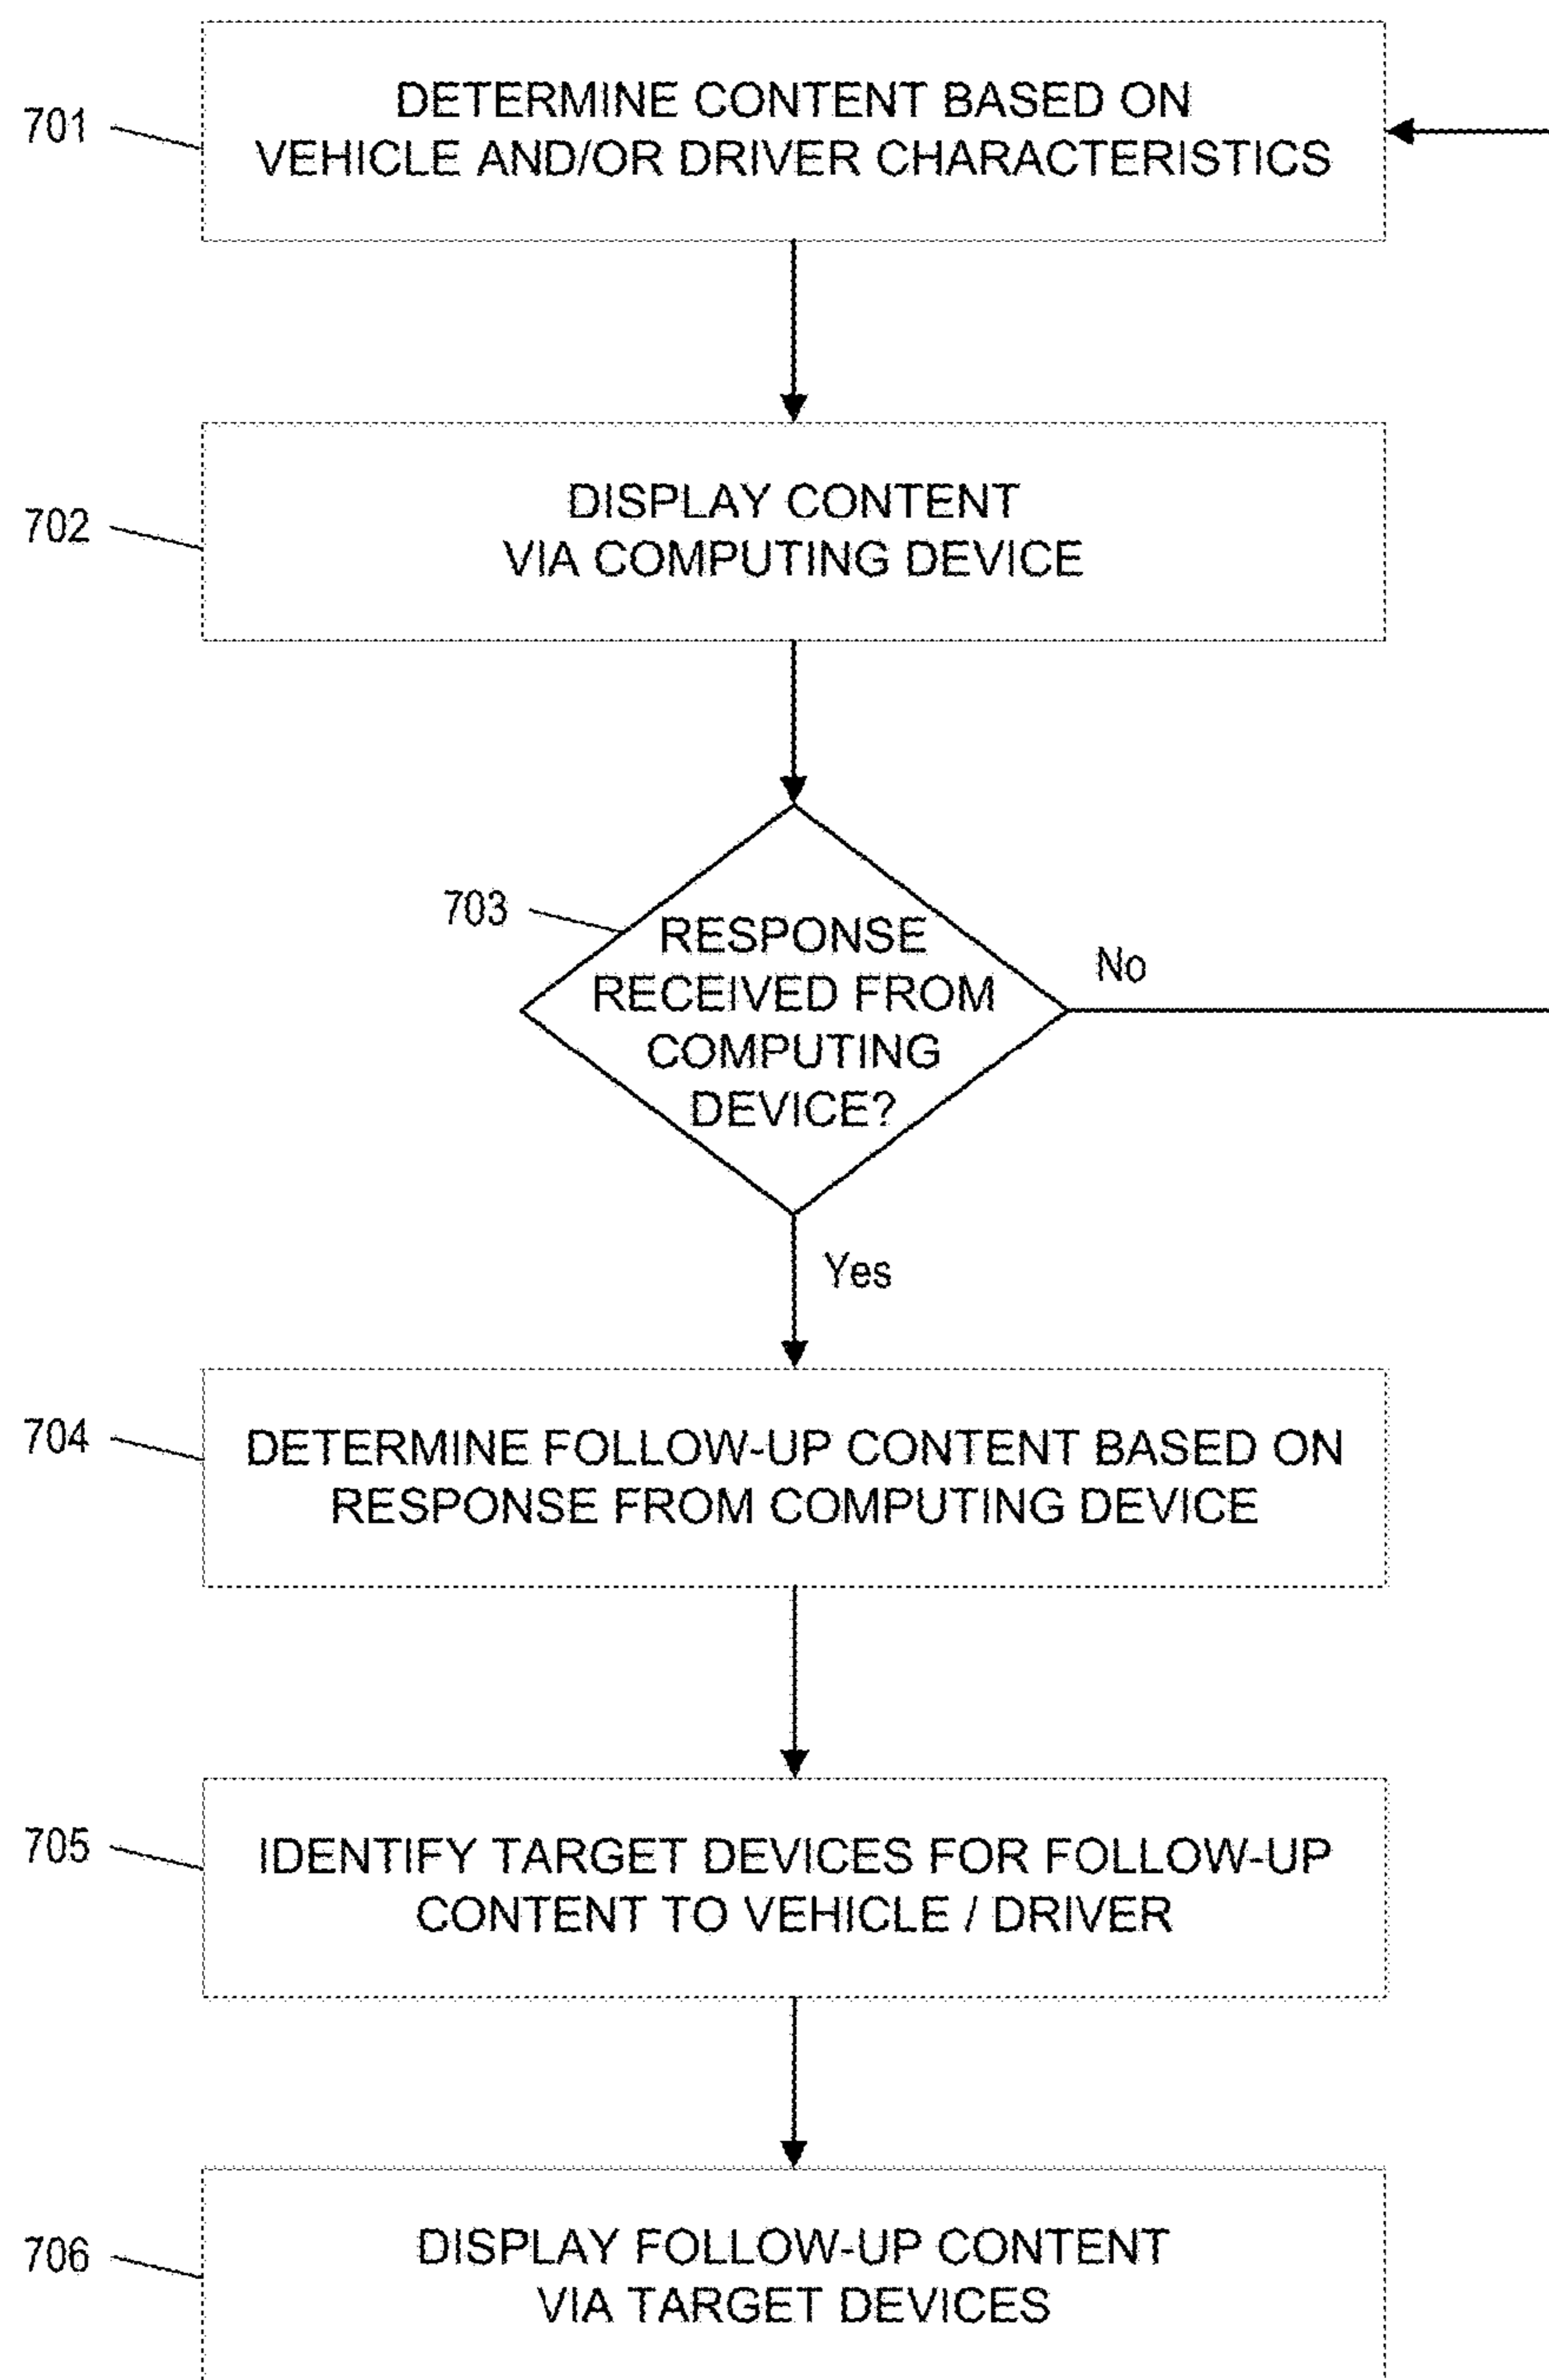 701
DETERMINE CONTENT BASED ON
VEHICLE AND/OR DRIVER CHARACTERISTICS
702
DISPLAY CONTENT
VIA COMPUTING DEVICE
703
RESPONSE
RECEIVED FROM
COMPUTING
DEVICE?
No
Yes
704
DETERMINE FOLLOW-UP CONTENT BASED ON
RESPONSE FROM COMPUTING DEVICE
705
IDENTIFY TARGET DEVICES FOR FOLLOW-UP
CONTENT TO VEHICLE / DRIVER
706
DISPLAY FOLLOW-UP CONTENT
VIA TARGET DEVICES